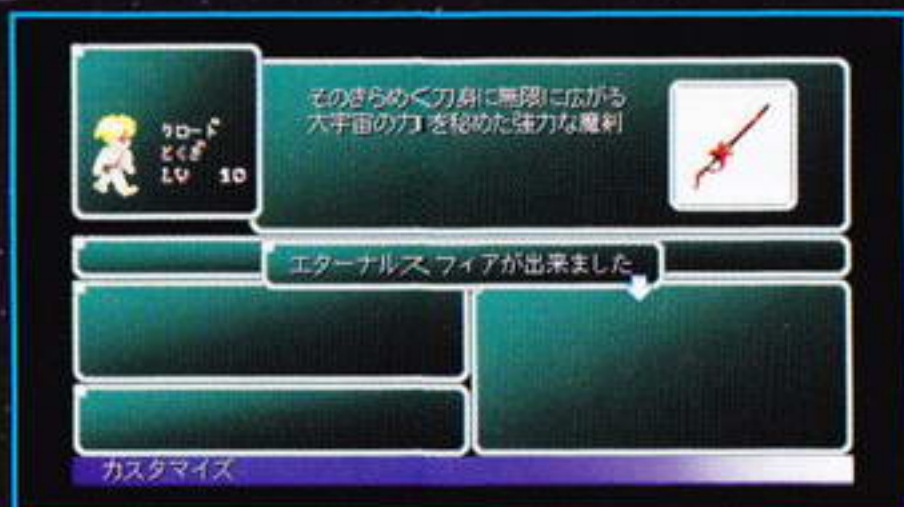 クロード
とくぎ
LV 10
そのきらめく刀身に無限に広がる
大宇宙の力を秘めた強力な魔剣
エターナルスフィアが出来ました
カスタマイズ